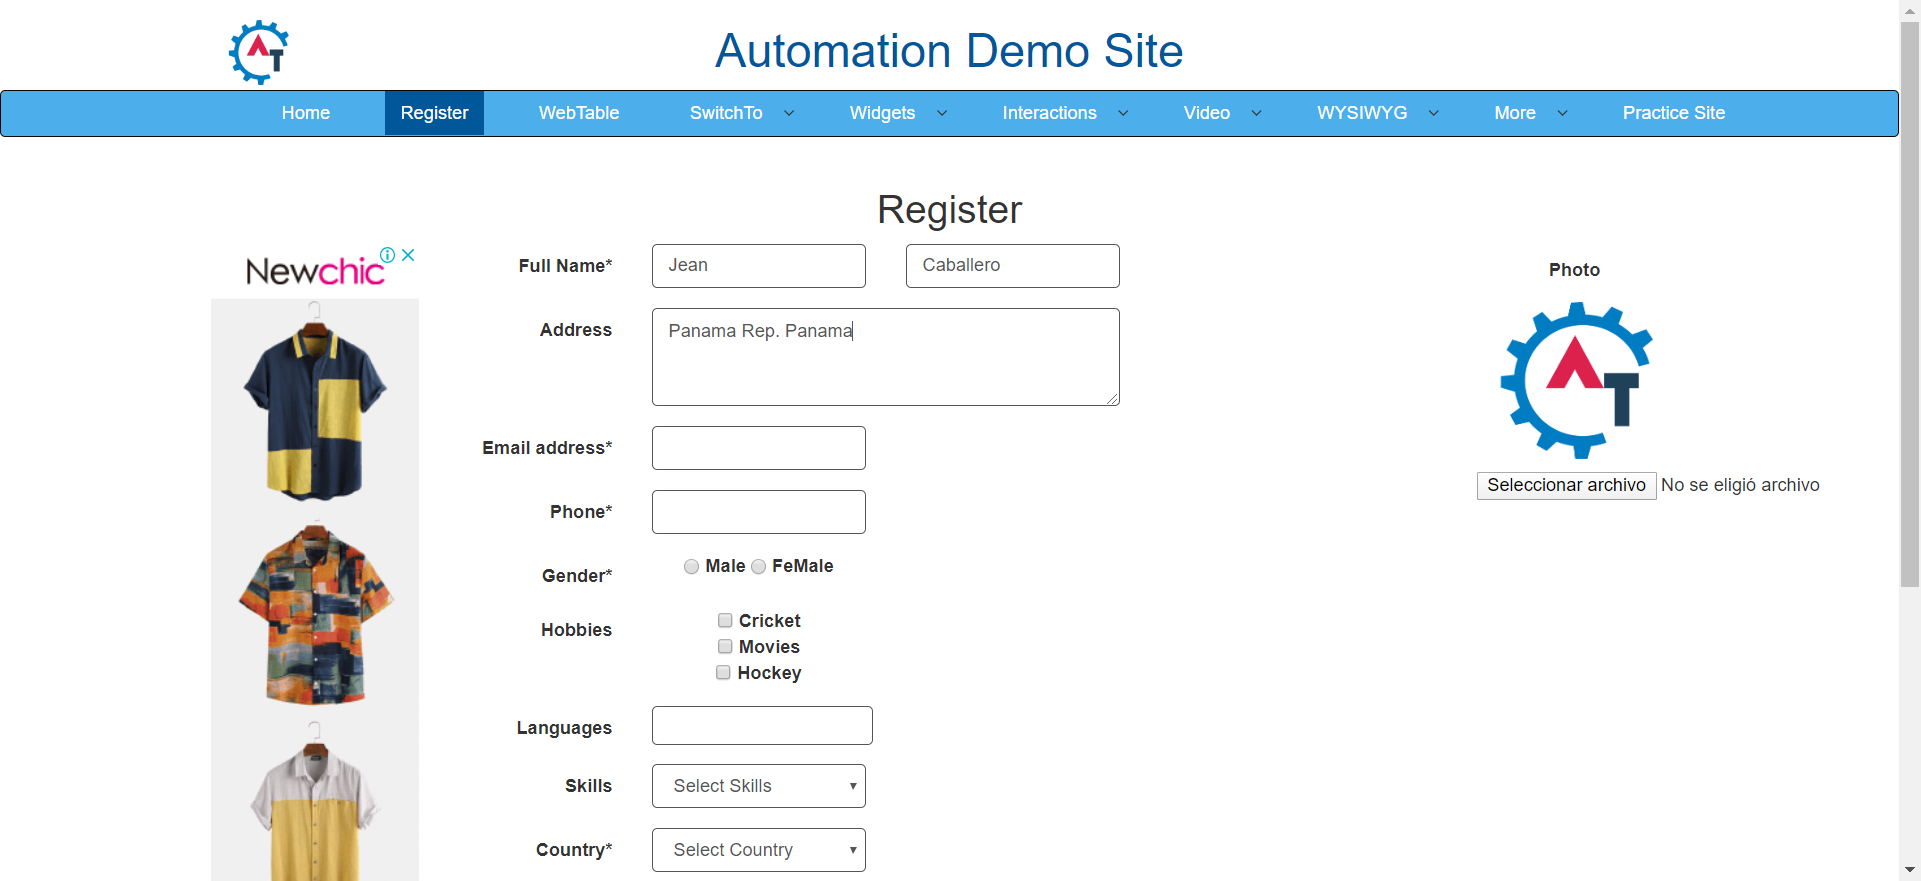 Automation Demo Site
Home Register WebTable SwitchTo Widgets Interactions Video WYSIWYG More Practice Site
Register
Newchic
Full Name* Jean Caballero
Photo
Address Panama Rep. Panama
AT
Email address*
Seleccionar archivo No se eligió archivo
Phone*
Gender* Male FeMale
Hobbies Cricket
Movies
Hockey
Languages
Skills Select Skills
Country* Select Country